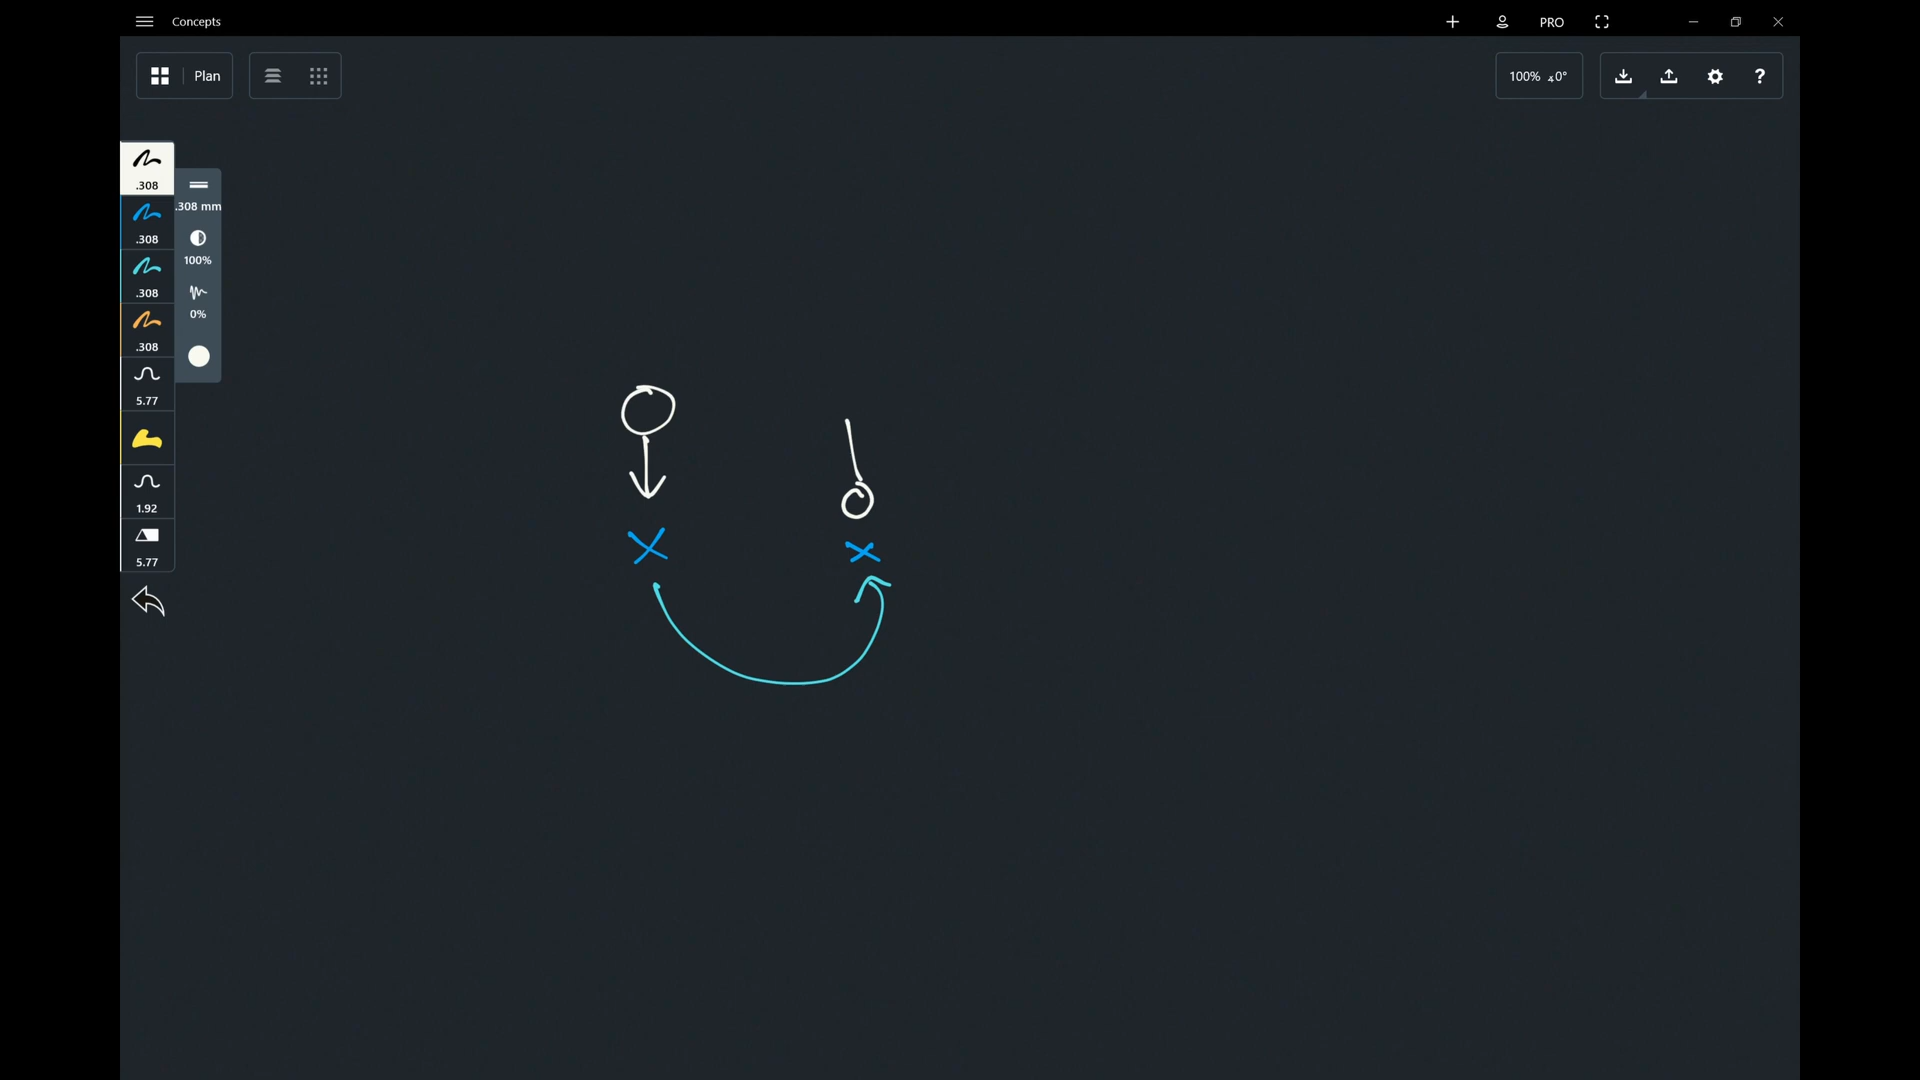 Concepts
PRO
Plan
100% ∡0°
?
.308
.308 mm
.308
100%
.308
0%
.308
5.77
1.92
5.77